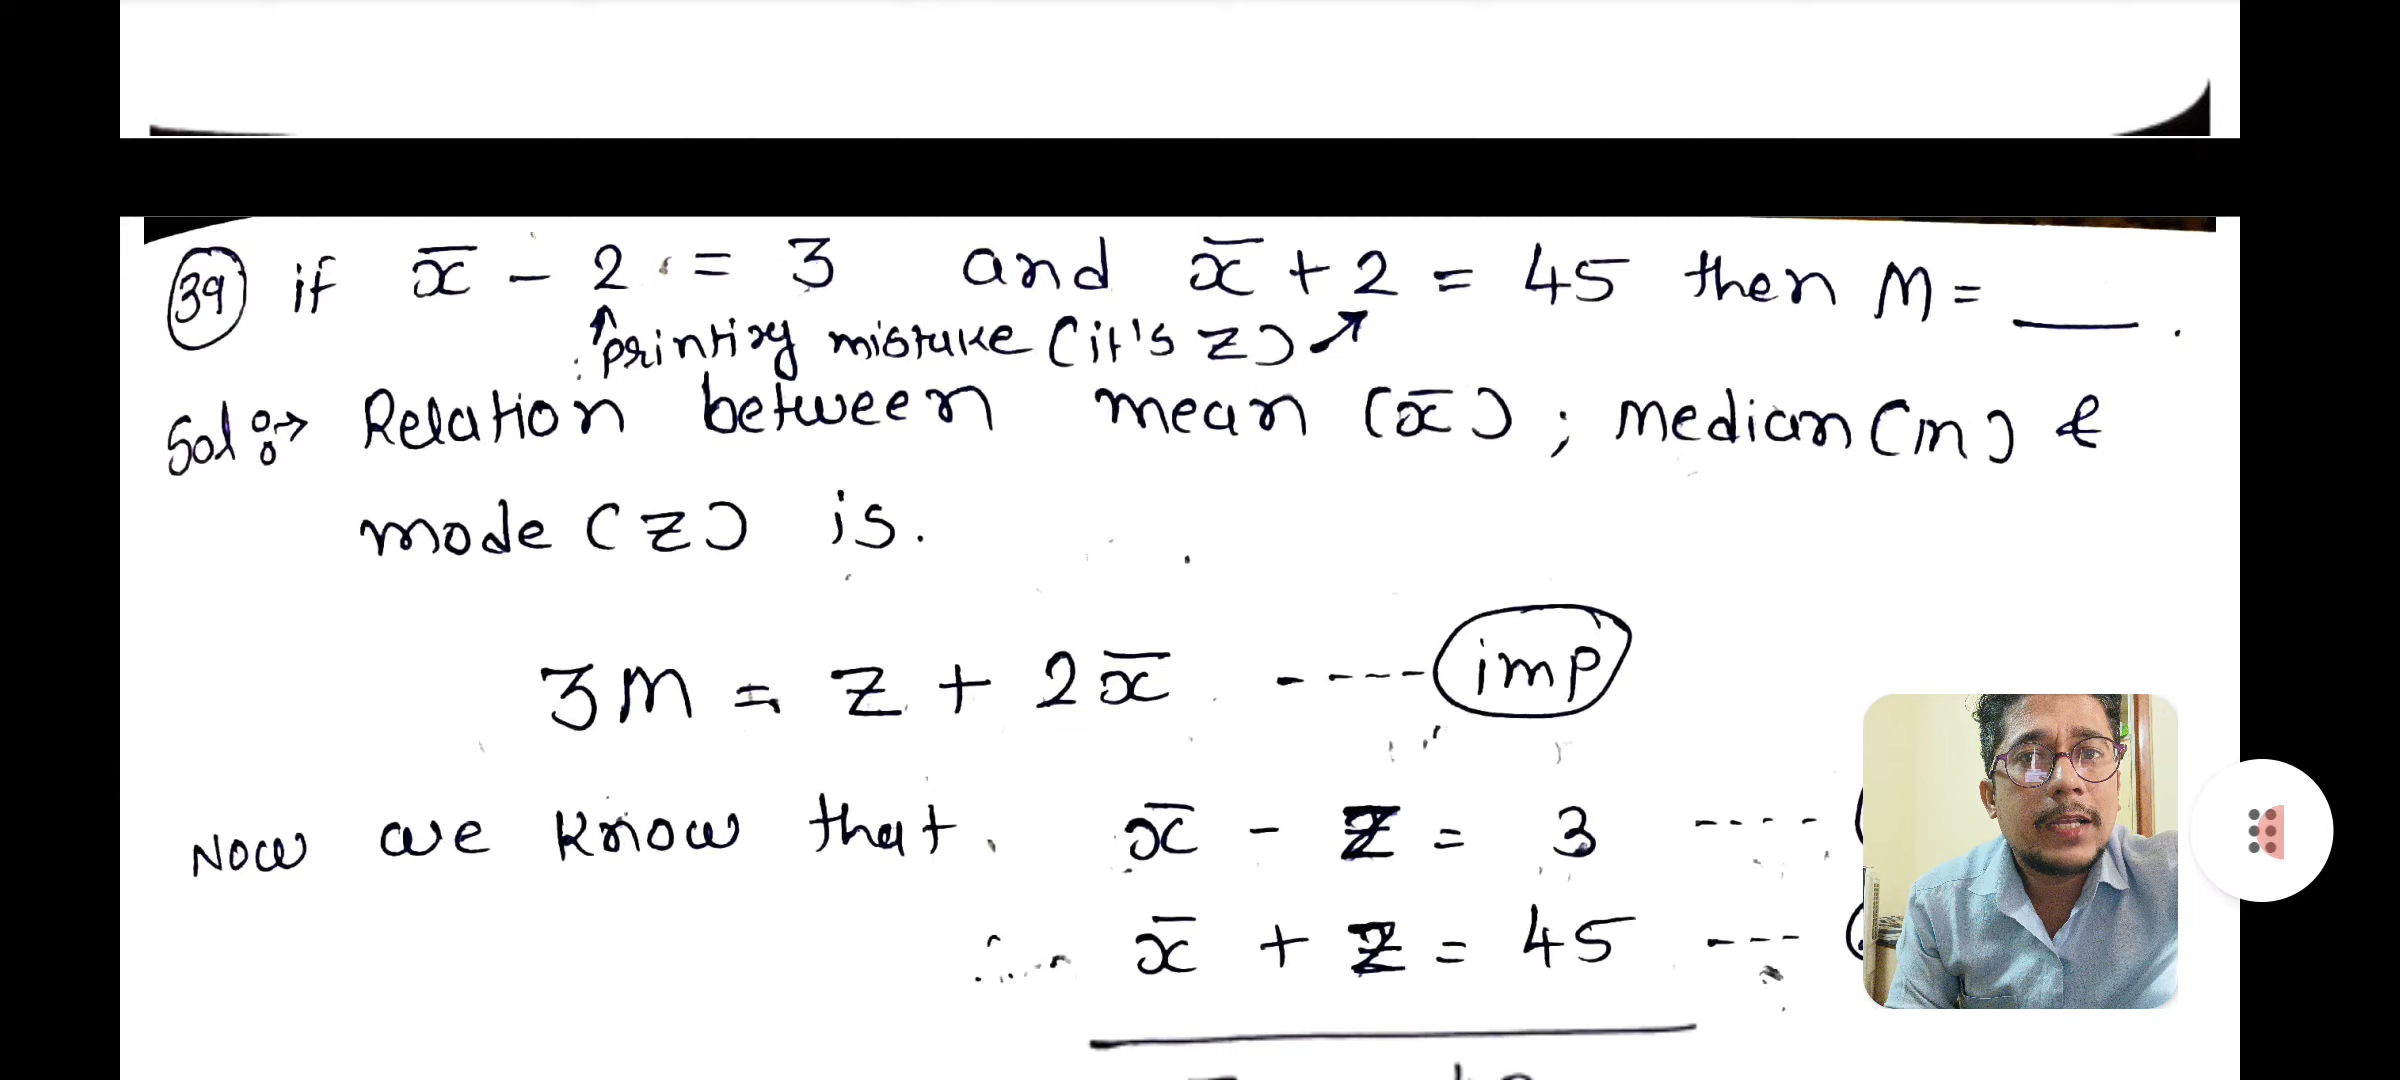 39 if x̄ - 2 = 3 and x̄ + 2 = 45 then M = ___ .
printing mistake (it's Z)
Sol :→ Relation between mean (x̄) ; median (m) &
mode (Z) is.
3M = Z + 2x̄ ---- imp
Now we know that. x̄ - Z = 3 ----
x̄ + Z = 45 ---